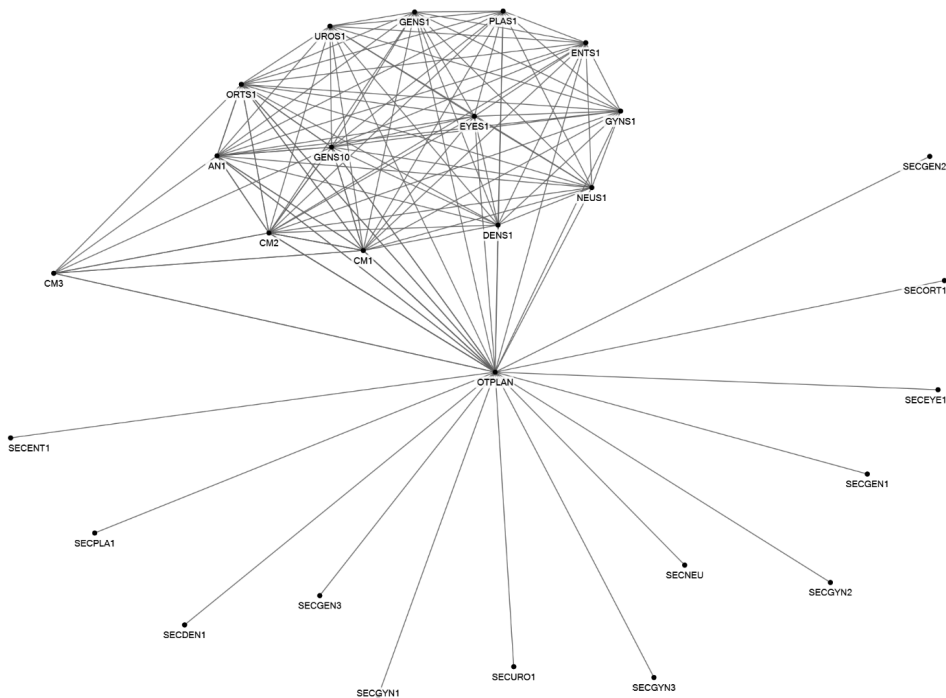 GENS1
PLAS1
UROS1
ENTS1
ORTS1
EYES1
GYNS1
GENS10
AN1
SECGEN2
NEUS1
DENS1
CM2
CM1
CM3
SECORT1
OTPLAN
SECEYE1
SECENT1
SECGEN1
SECPLA1
SECNEU
SECGYN2
SECGEN3
SECDEN1
SECURO1
SECGYN3
SECGYN1